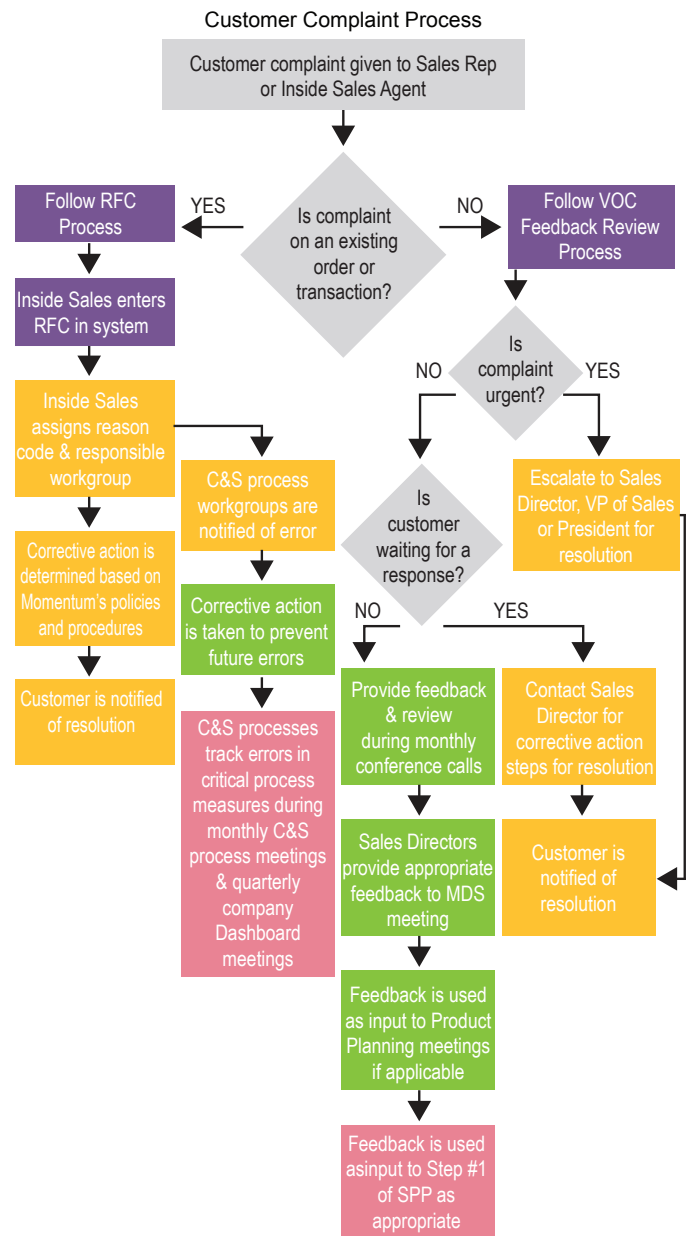 Customer Complaint Process
Customer complaint given to Sales Rep
or Inside Sales Agent
Follow RFC
Process
YES
Is complaint
on an existing
order or
transaction?
NO
Follow VOC
Feedback Review
Process
Inside Sales enters
RFC in system
Is
complaint
urgent?
NO
YES
Inside Sales
assigns reason
code & responsible
workgroup
C&S process
workgroups are
notified of error
Is
customer
waiting for a
response?
Escalate to Sales
Director, VP of Sales
or President for
resolution
Corrective action is
determined based on
Momentum's policies
and procedures
Corrective action
is taken to prevent
future errors
NO
YES
Customer is notified
of resolution
Provide feedback
& review
during monthly
conference calls
Contact Sales
Director for
corrective action
steps for resolution
C&S processes
track errors in
critical process
measures during
monthly C&S
process meetings
& quarterly
company
Dashboard
meetings
Sales Directors
provide appropriate
feedback to MDS
meeting
Customer is
notified of
resolution
Feedback is used
as input to Product
Planning meetings
if applicable
Feedback is used
asinput to Step #1
of SPP as
appropriate